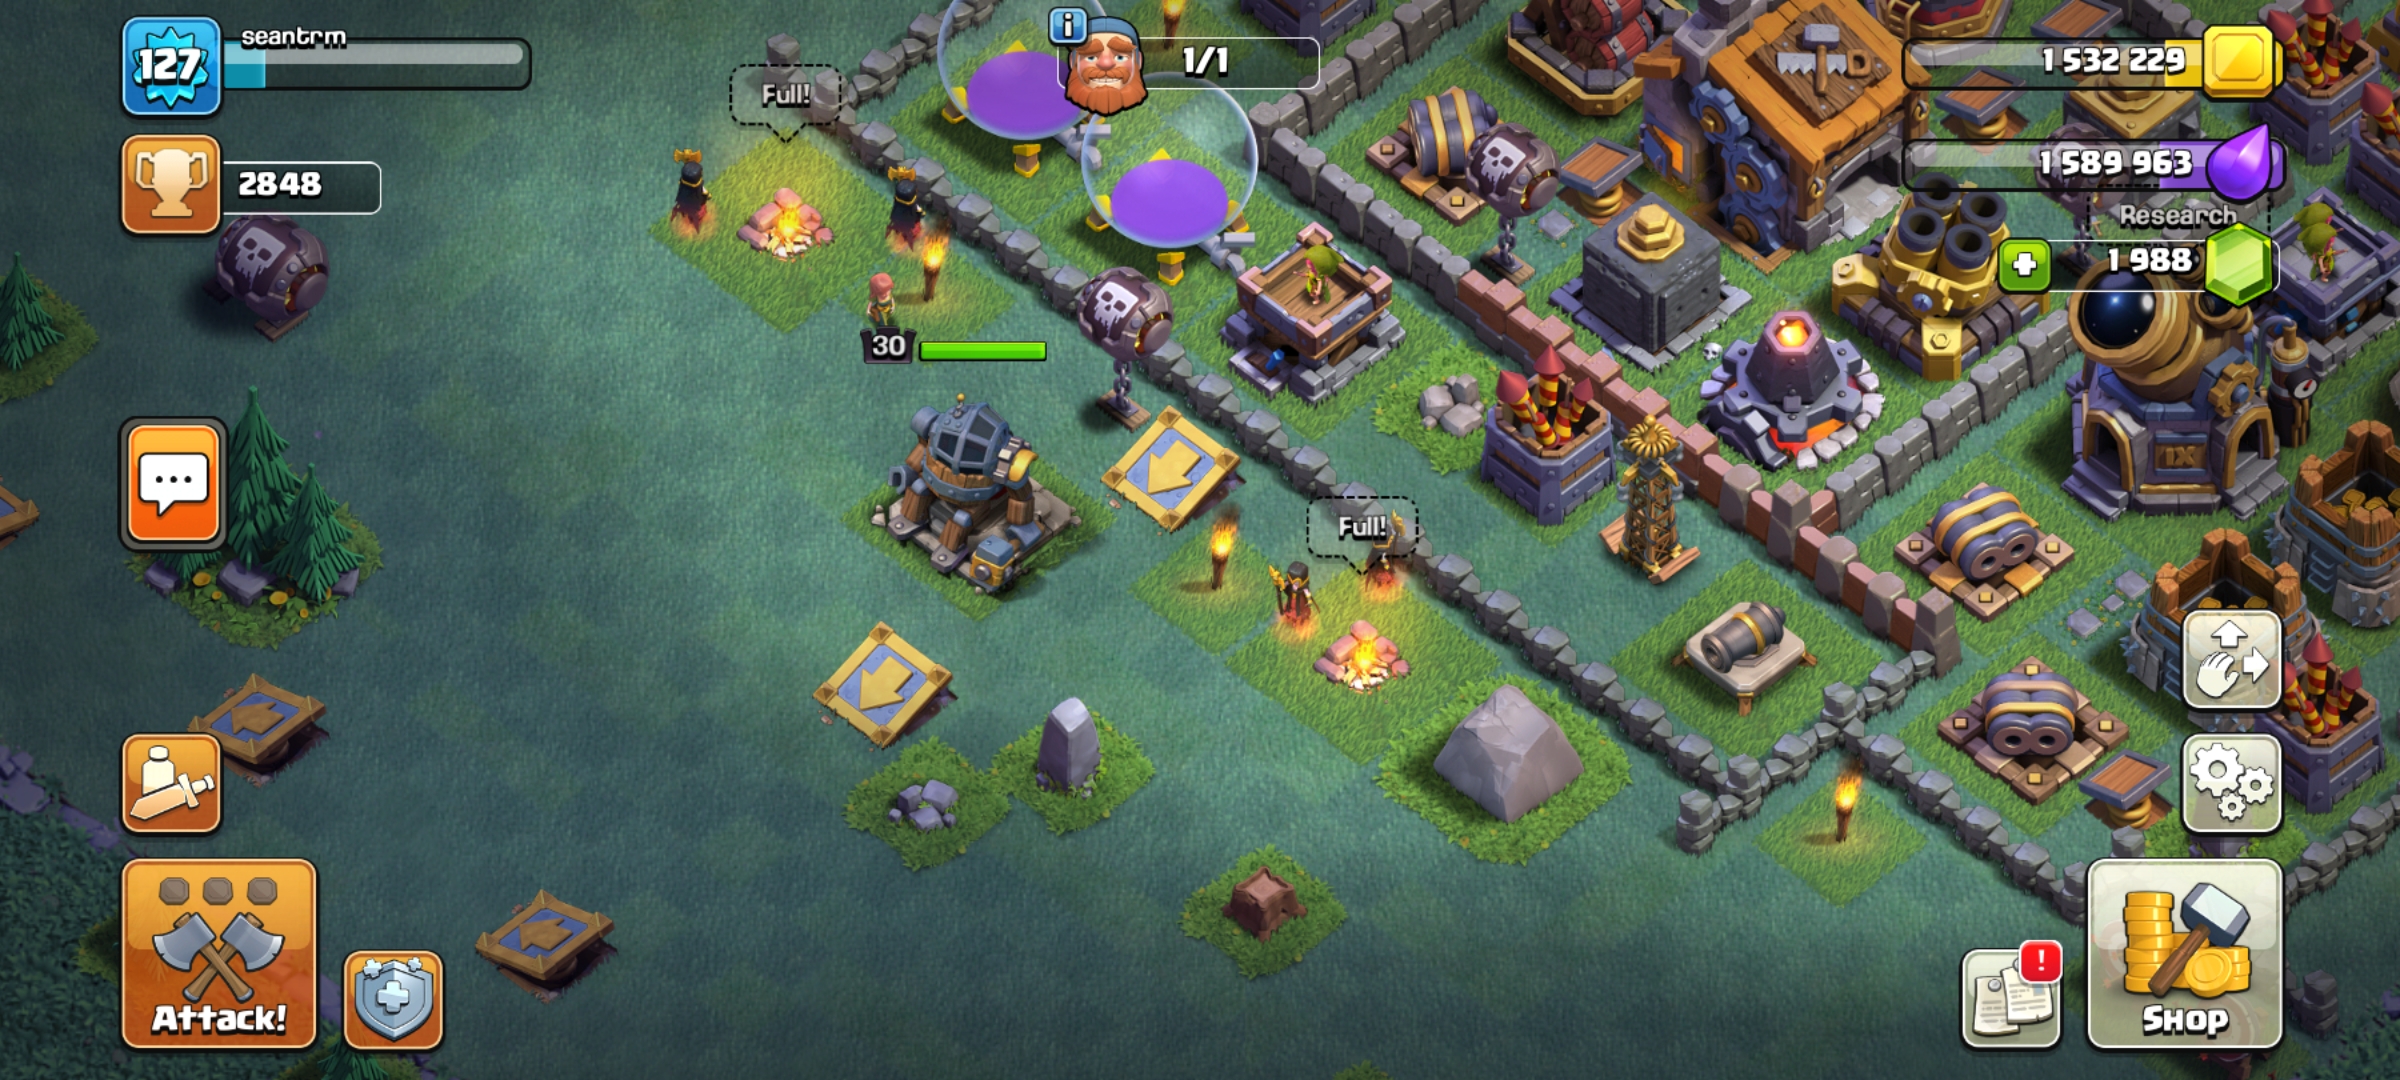 127
seantrm
2848
Full!
1/1
1 532 229
1 589 963
Research
1 988
30
Full!
IX
Attack!
!
Shop